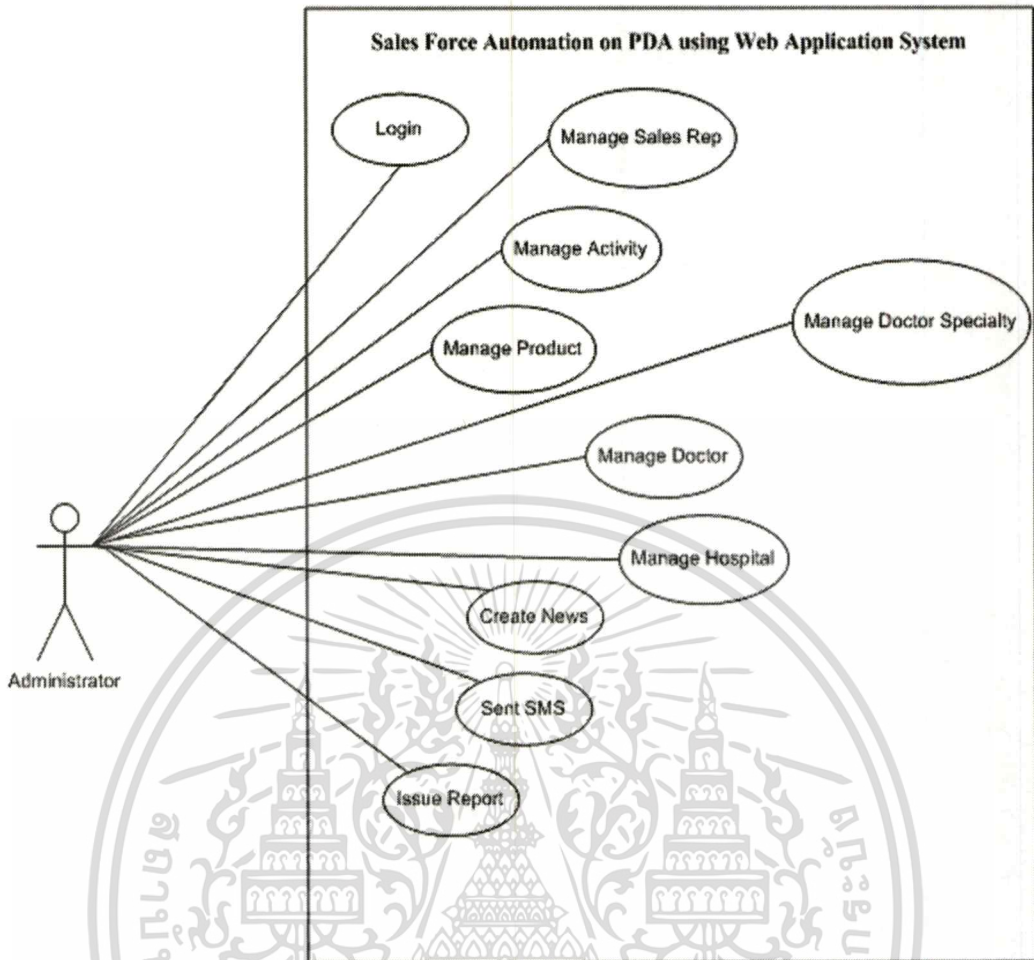 Sales Force Automation on PDA using Web Application System
Login
Manage Sales Rep
Manage Activity
Manage Doctor Specialty
Manage Product
Manage Doctor
Manage Hospital
Create News
Sent SMS
Issue Report
Administrator